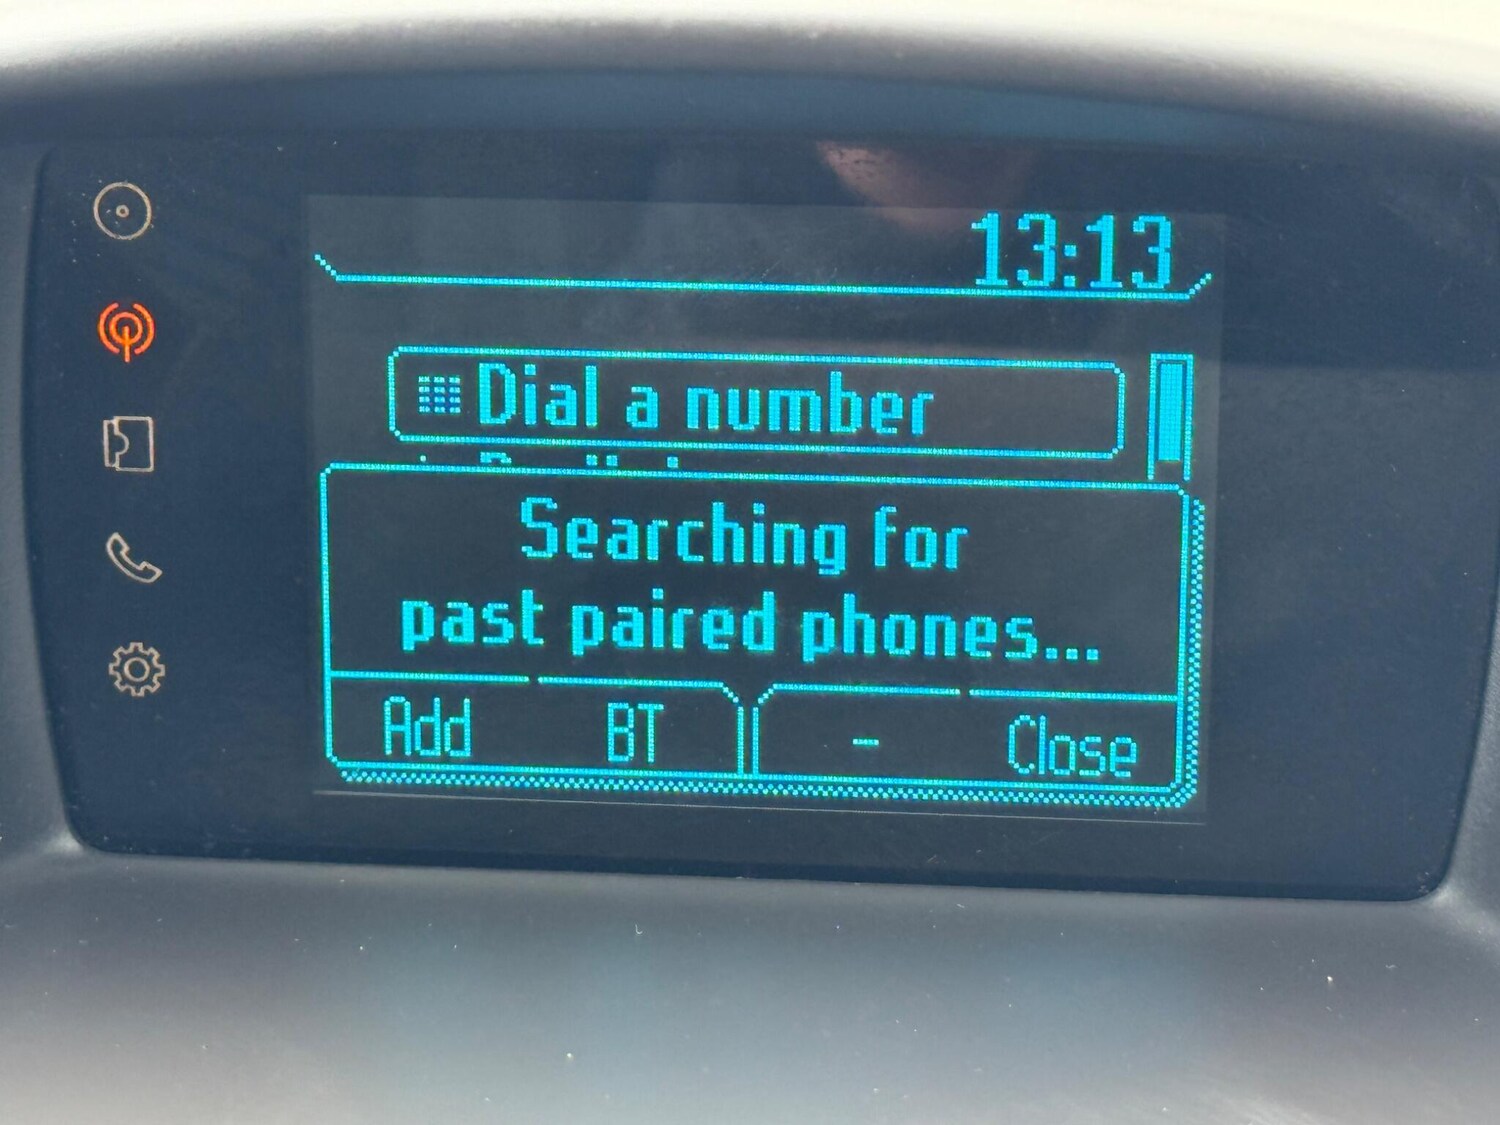 13:13
Dial a number
Searching for
past paired phones...
Add BT - Close